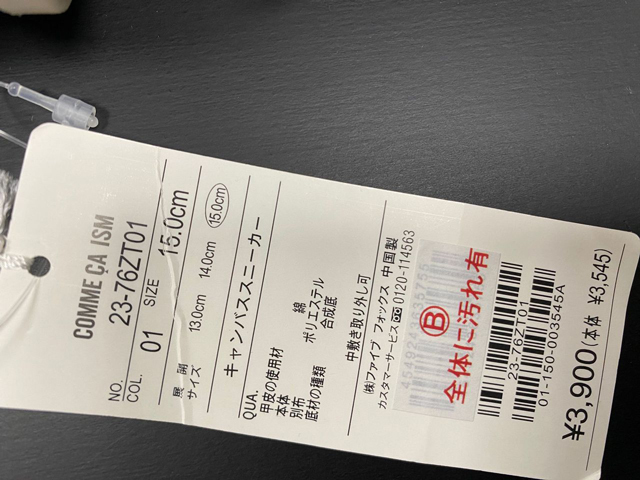 COMME ÇA ISM
NO. 23-76ZT01
COL. 01 SIZE 15.0cm
展開サイズ 13.0cm 14.0cm 15.0cm
キャンバススニーカー
QUA.
甲皮の使用材
本体 綿
別布 ポリエステル
底材の種類 合成底
中敷き取り外し可
(株)ファイブ フォックス 中国製
カスタマーサービス 0120-114563
B
全体に汚れ有
23-76ZT01
01-150-003545A
¥3,900(本体 ¥3,545)